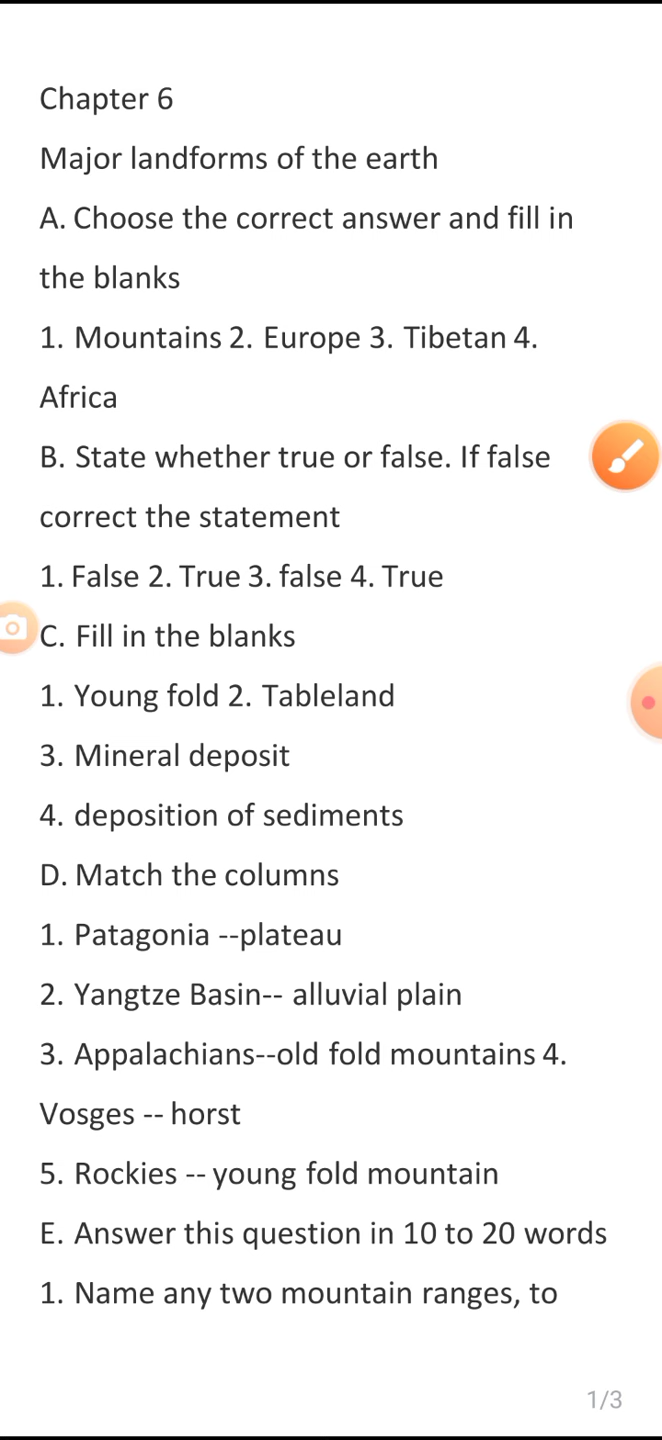 Chapter 6
Major landforms of the earth
A. Choose the correct answer and fill in
the blanks
1. Mountains 2. Europe 3. Tibetan 4.
Africa
B. State whether true or false. If false
correct the statement
1. False 2. True 3. false 4. True
C. Fill in the blanks
1. Young fold 2. Tableland
3. Mineral deposit
4. deposition of sediments
D. Match the columns
1. Patagonia --plateau
2. Yangtze Basin-- alluvial plain
3. Appalachians--old fold mountains 4.
Vosges -- horst
5. Rockies -- young fold mountain
E. Answer this question in 10 to 20 words
1. Name any two mountain ranges, to
1/3